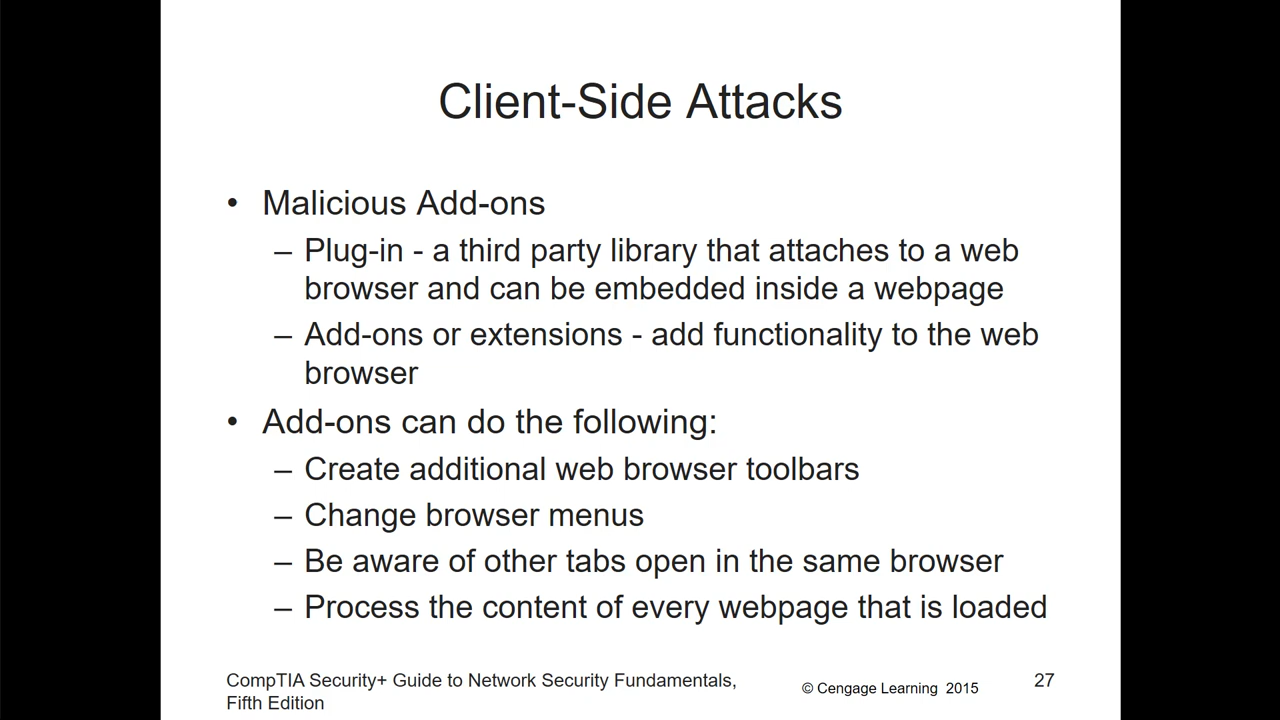 Client-Side Attacks
• Malicious Add-ons
– Plug-in - a third party library that attaches to a web
browser and can be embedded inside a webpage
– Add-ons or extensions - add functionality to the web
browser
• Add-ons can do the following:
– Create additional web browser toolbars
– Change browser menus
– Be aware of other tabs open in the same browser
– Process the content of every webpage that is loaded
CompTIA Security+ Guide to Network Security Fundamentals,
Fifth Edition
© Cengage Learning 2015
27